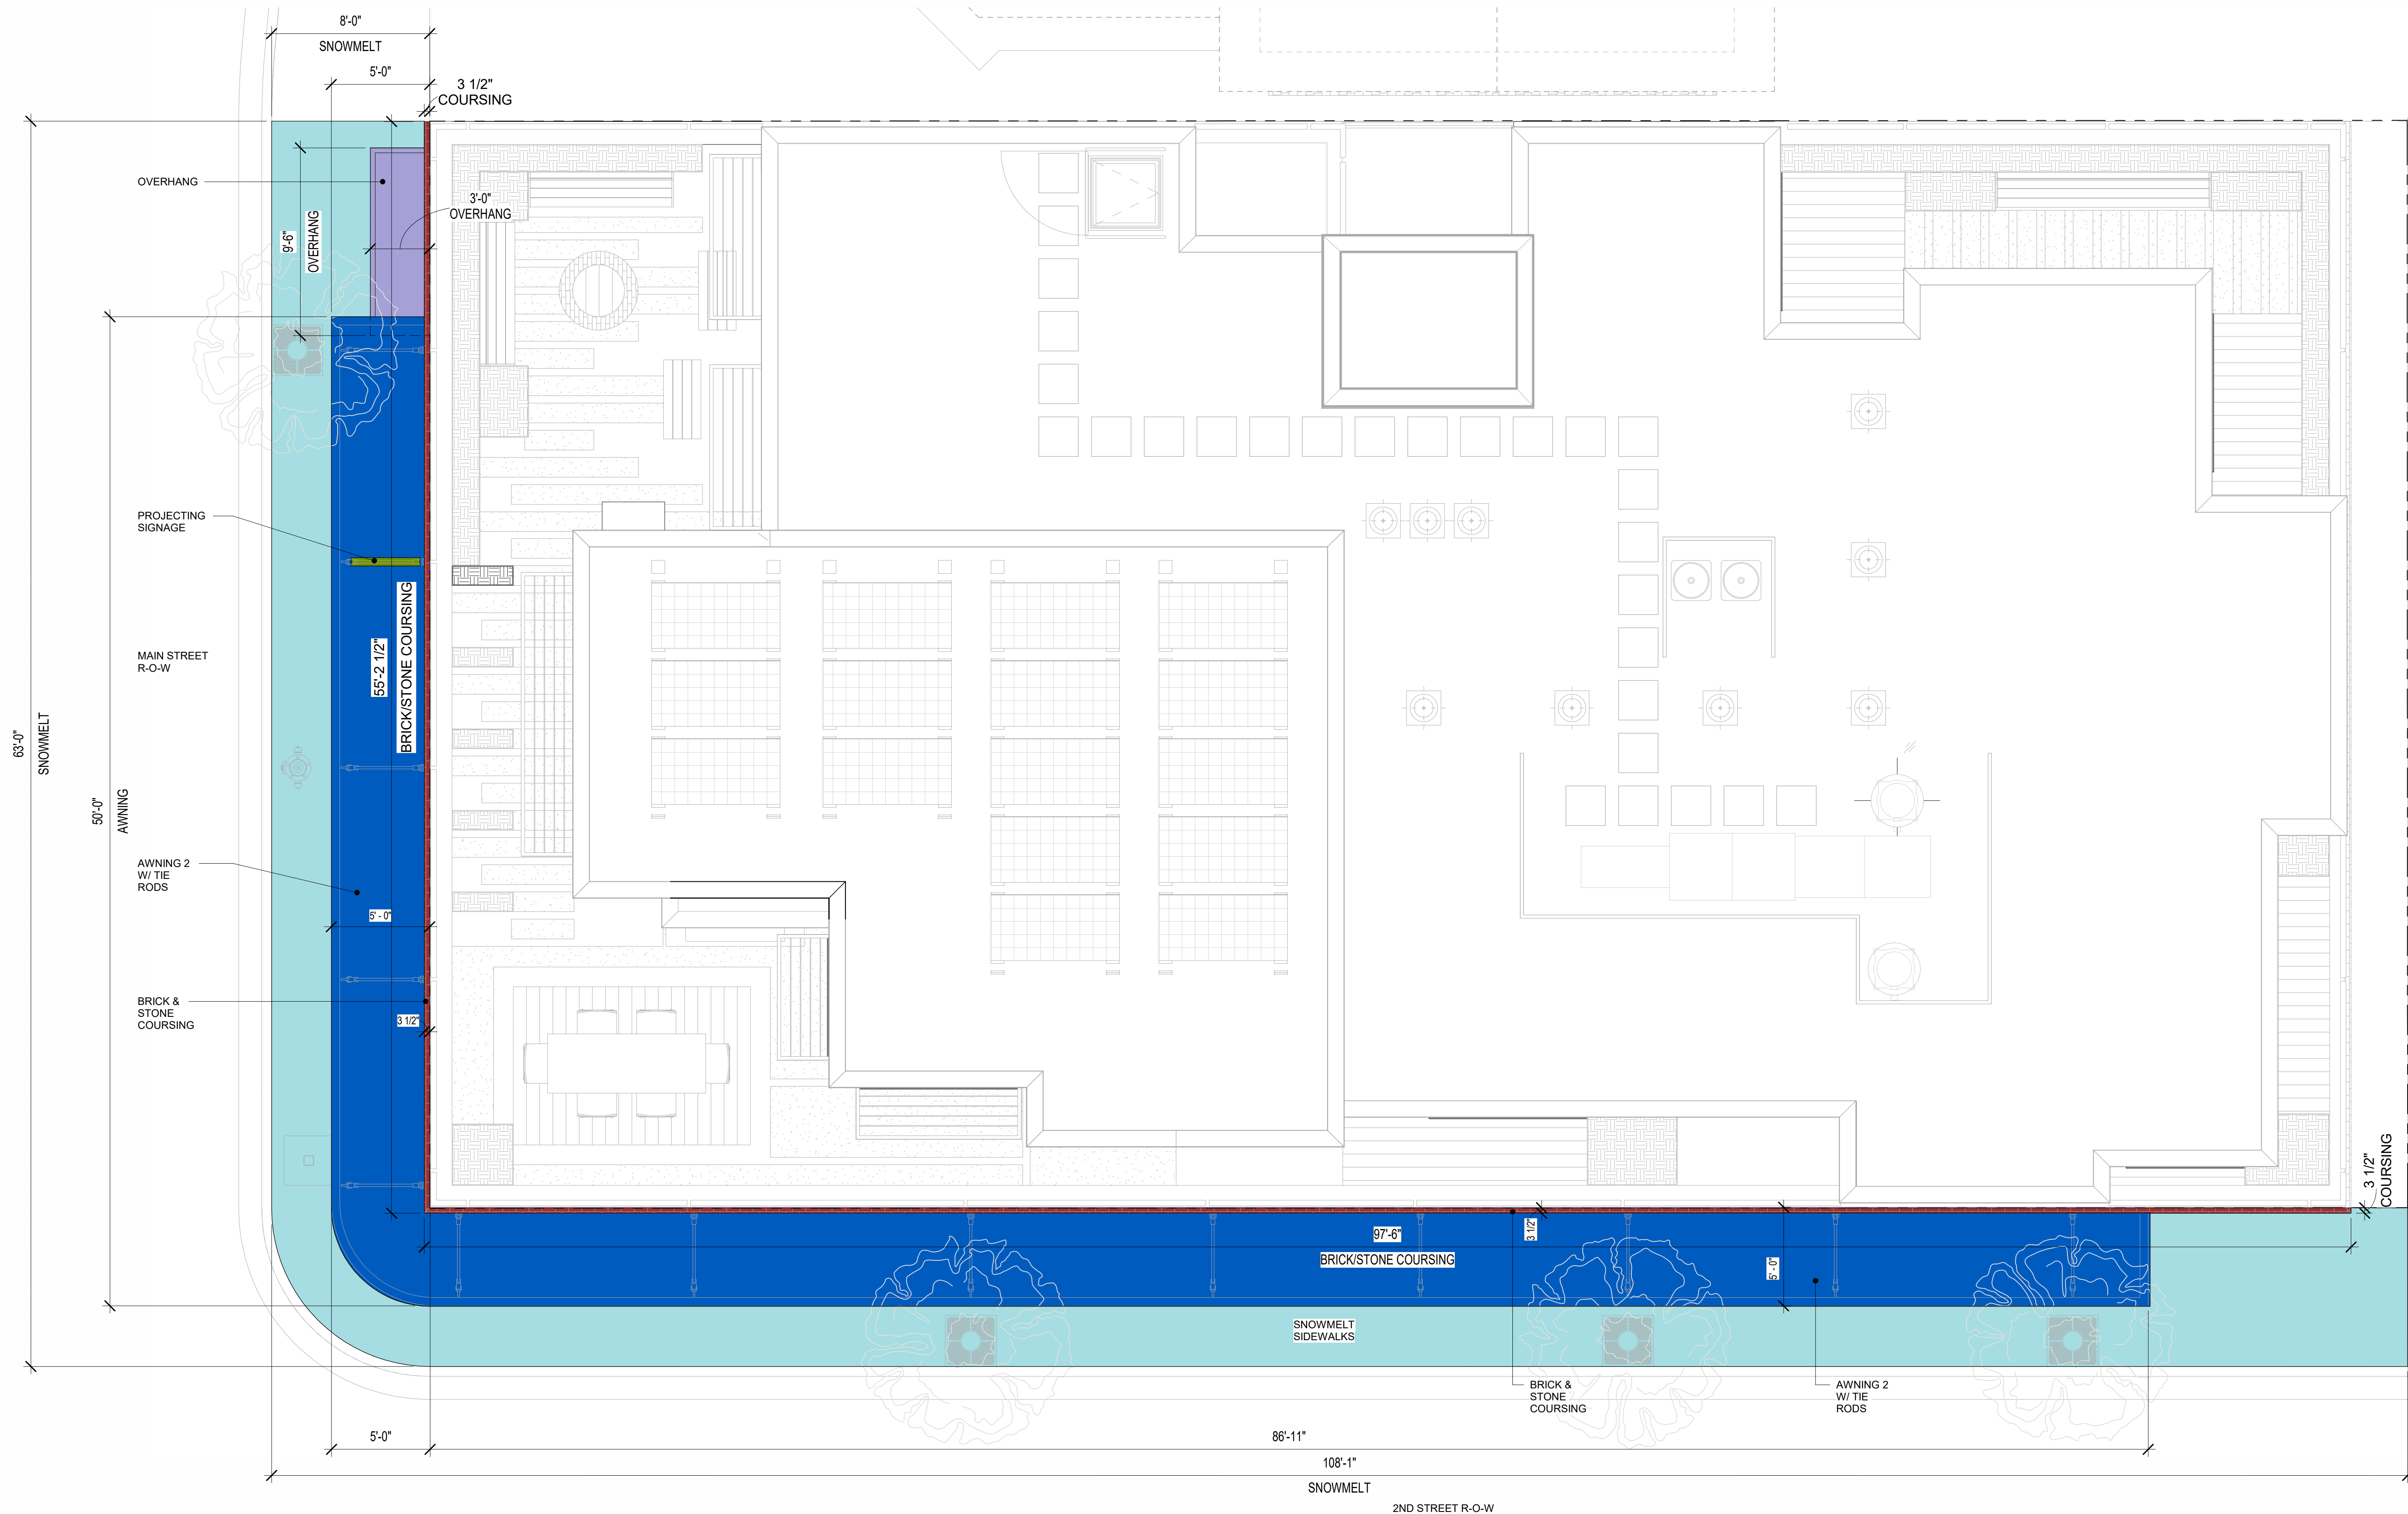 8'-0"
SNOWMELT
5'-0"
3 1/2"
COURSING
OVERHANG
3'-0"
OVERHANG
9'-6"
OVERHANG
PROJECTING
SIGNAGE
BRICK/STONE COURSING
55'-2 1/2"
MAIN STREET
R-O-W
63'-0"
SNOWMELT
50'-0"
AWNING
AWNING 2
W/ TIE
RODS
5' - 0"
BRICK &
STONE
COURSING
3 1/2"
3 1/2"
COURSING
97'-6"
BRICK/STONE COURSING
3 1/2"
5' - 0"
SNOWMELT
SIDEWALKS
BRICK &
STONE
COURSING
AWNING 2
W/ TIE
RODS
5'-0"
86'-11"
108'-1"
SNOWMELT
2ND STREET R-O-W